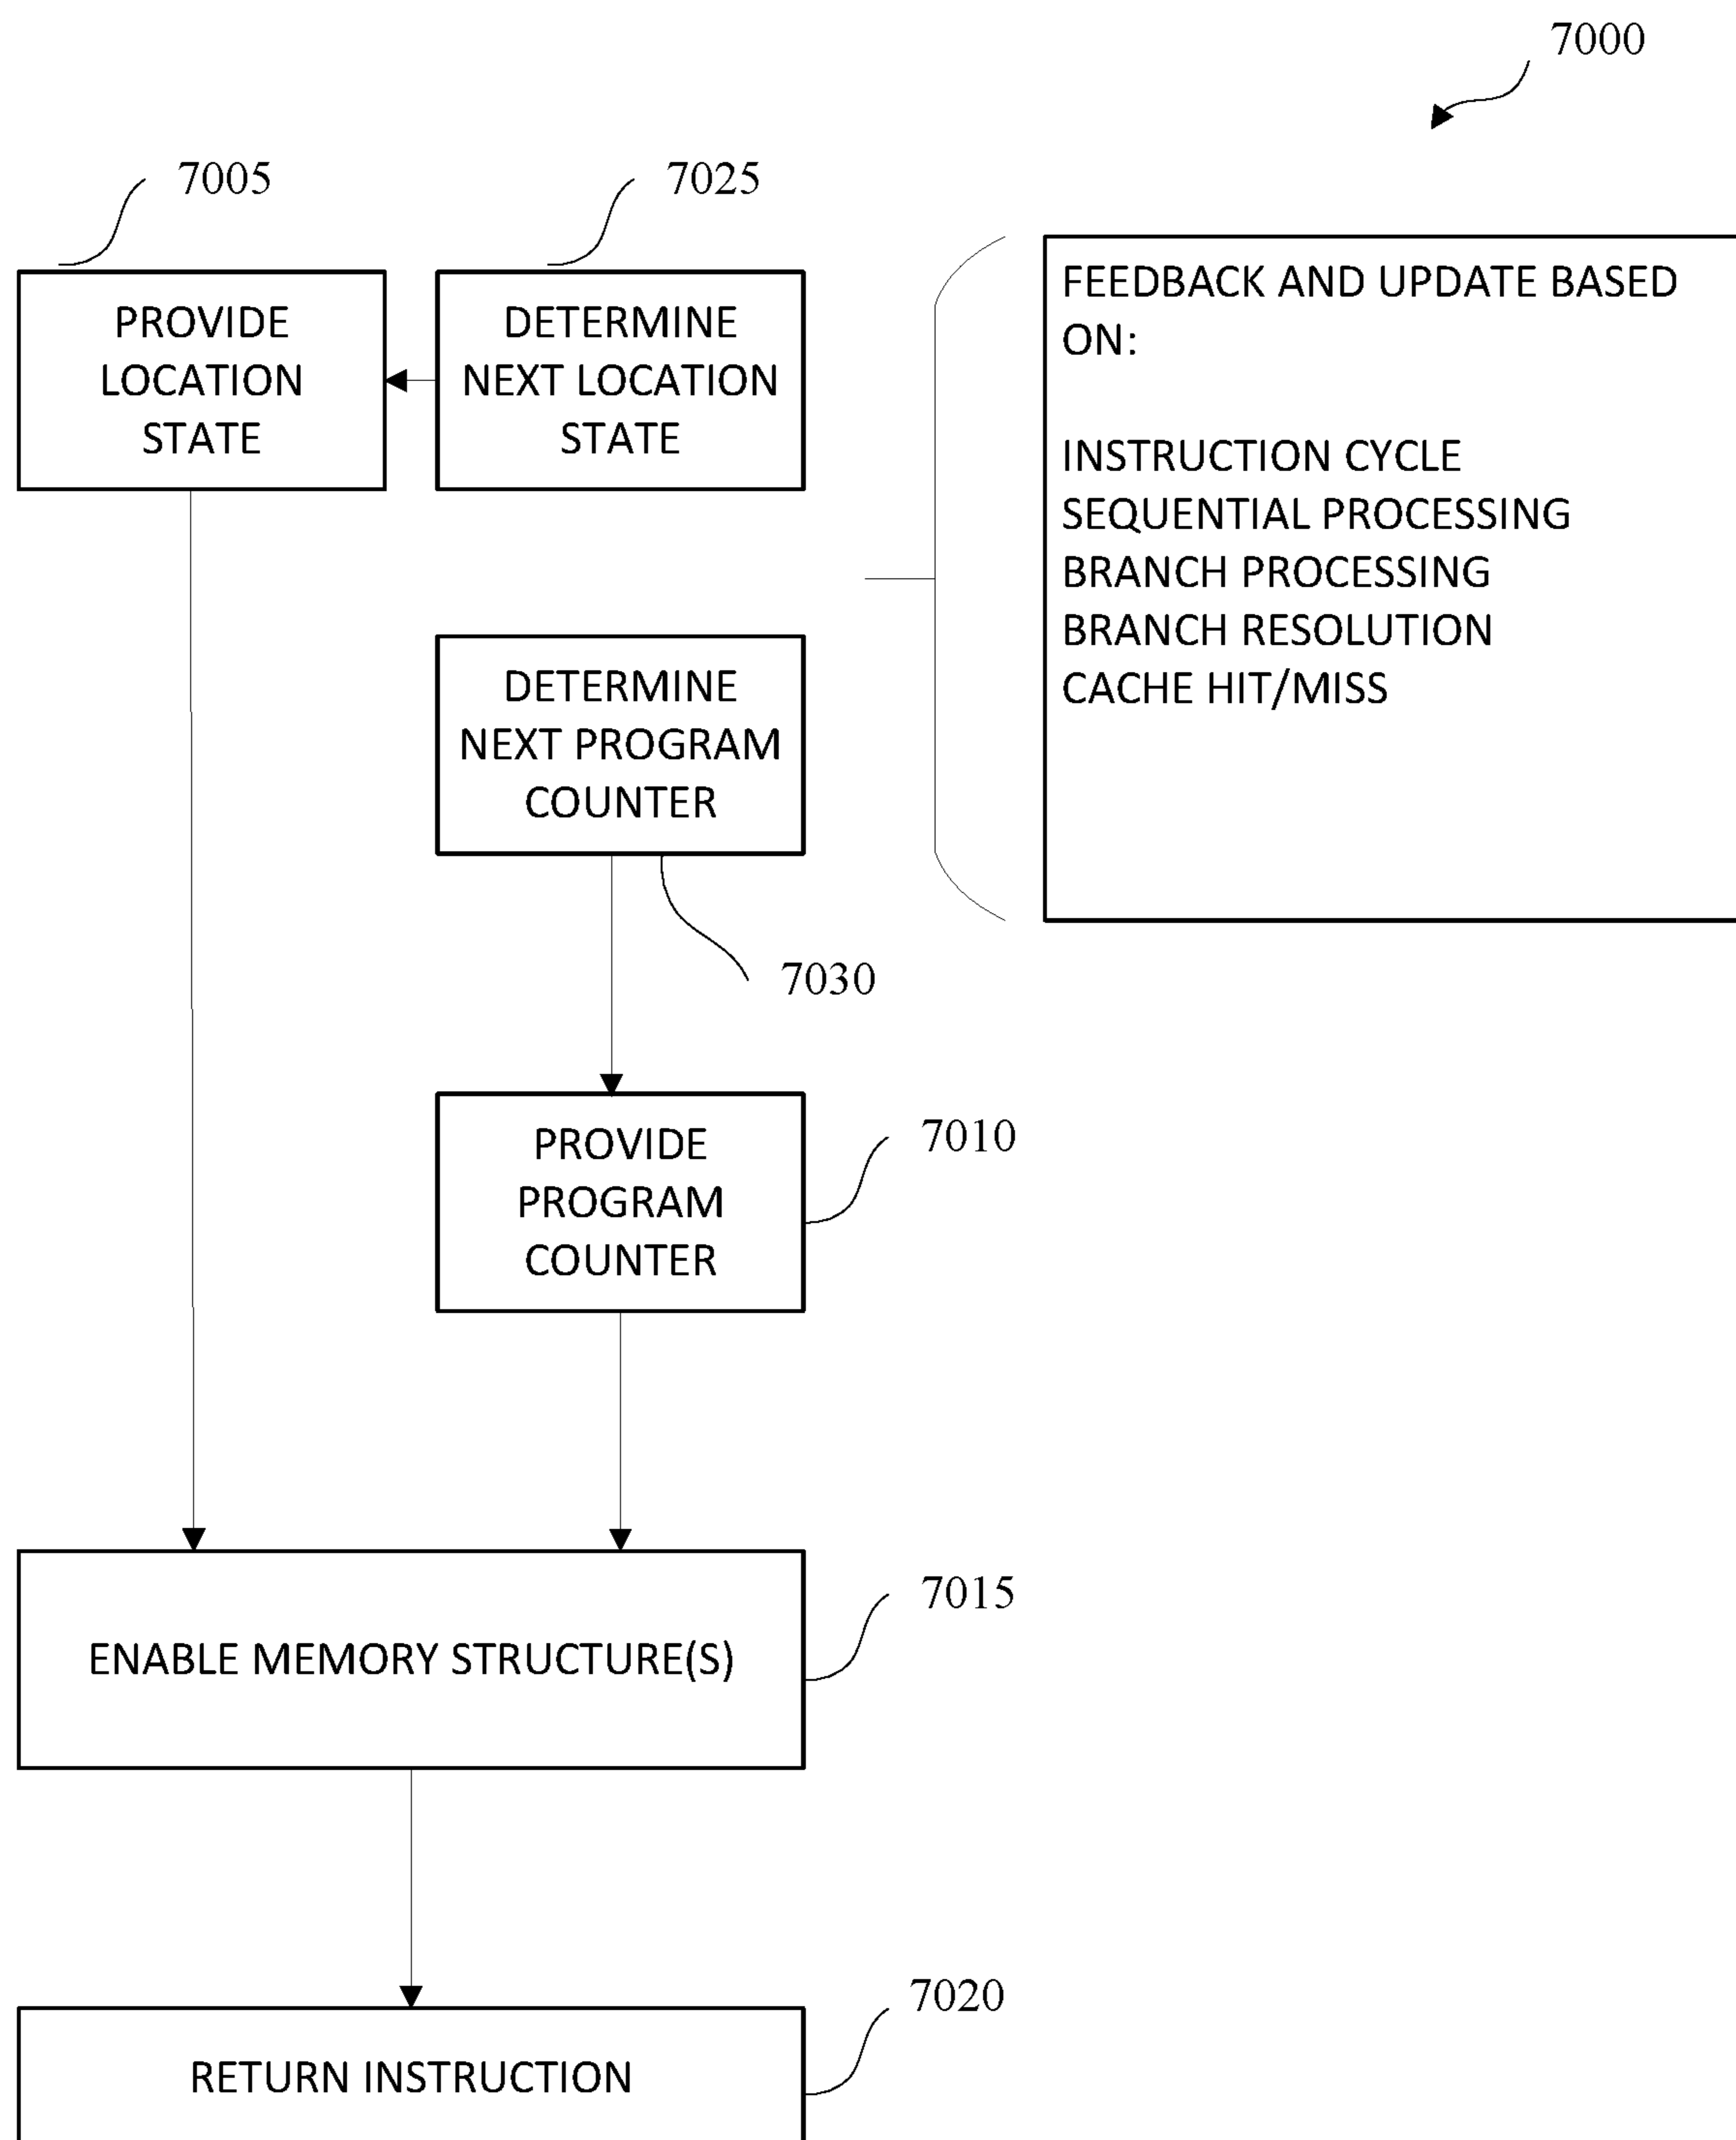 7000
7005
7025
PROVIDE
LOCATION
STATE
DETERMINE
NEXT LOCATION
STATE
FEEDBACK AND UPDATE BASED
ON:
INSTRUCTION CYCLE
SEQUENTIAL PROCESSING
BRANCH PROCESSING
BRANCH RESOLUTION
CACHE HIT/MISS
DETERMINE
NEXT PROGRAM
COUNTER
7030
PROVIDE
PROGRAM
COUNTER
7010
ENABLE MEMORY STRUCTURE(S)
7015
RETURN INSTRUCTION
7020